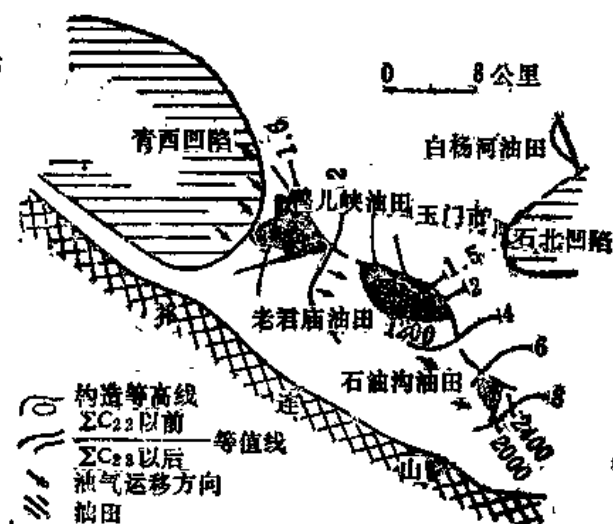 0 8公里
青西凹陷
白杨河油田
1.6
2
鸭儿峡油田
玉门市
石北凹陷
1.5
2
老君庙油田
1200
4
6
石油沟油田
8
祁
连
山
2400
2000
构造等高线
ΣC₂₂以前
等值线
ΣC₂₃以后
油气运移方向
油田